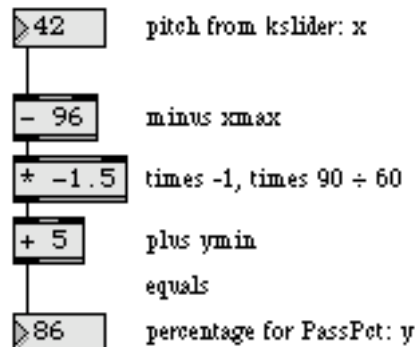 42 pitch from kslider: x
- 96 minus xmax
* -1.5 times -1, times 90 ÷ 60
+ 5 plus ymin
equals
86 percentage for PassPct: y